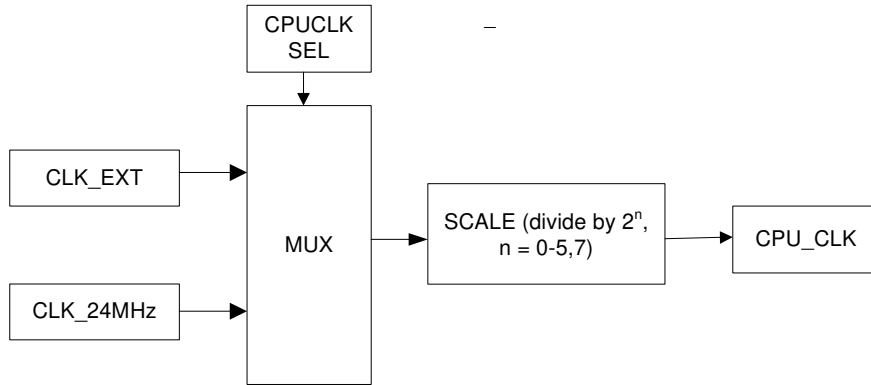 CPUCLK
SEL
–
CLK_EXT
MUX
SCALE (divide by 2ⁿ,
n = 0-5,7)
CPU_CLK
CLK_24MHz